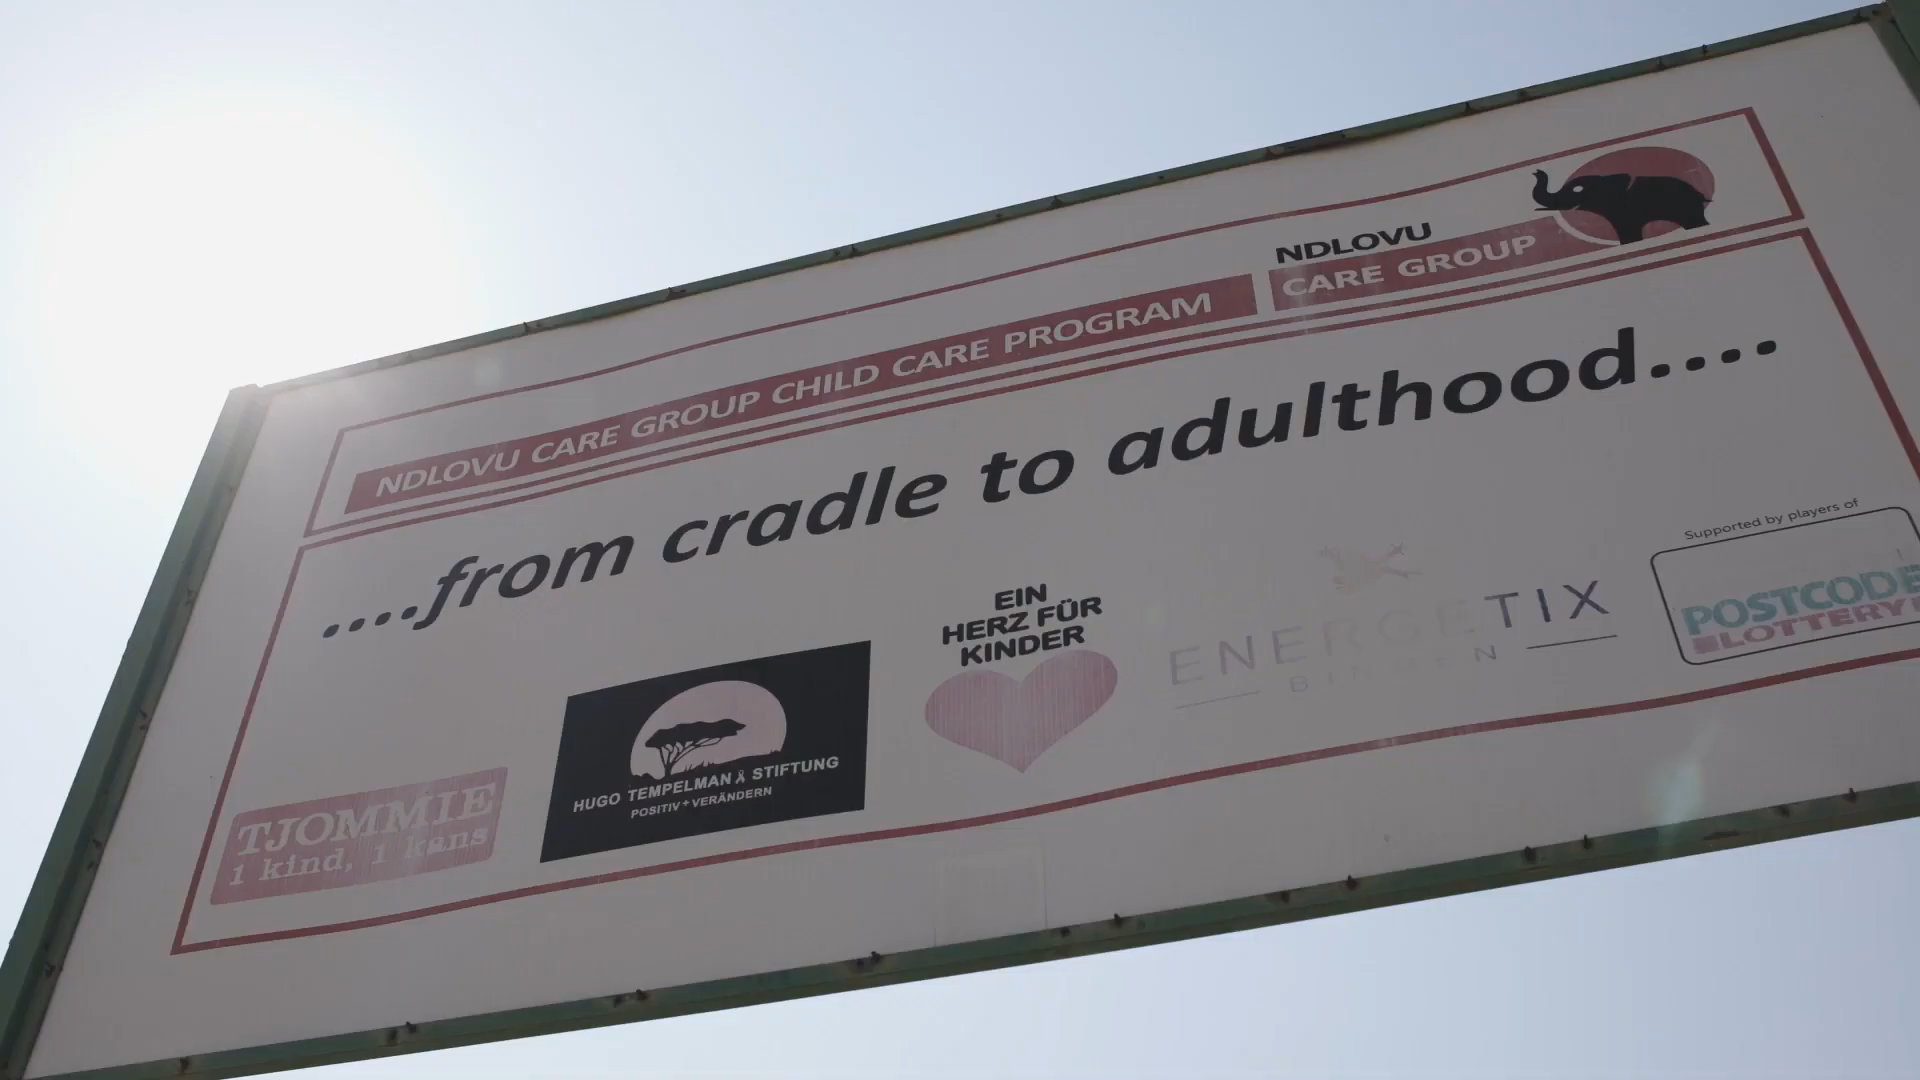 NDLOVU
CARE GROUP
NDLOVU CARE GROUP CHILD CARE PROGRAM
....from cradle to adulthood....
TJOMMIE
1 kind, 1 kans
HUGO TEMPELMAN STIFTUNG
POSITIV+VERÄNDERN
EIN
HERZ FÜR
KINDER
ENERGETIX
BINGEN
Supported by players of
POSTCODE
LOTTERY